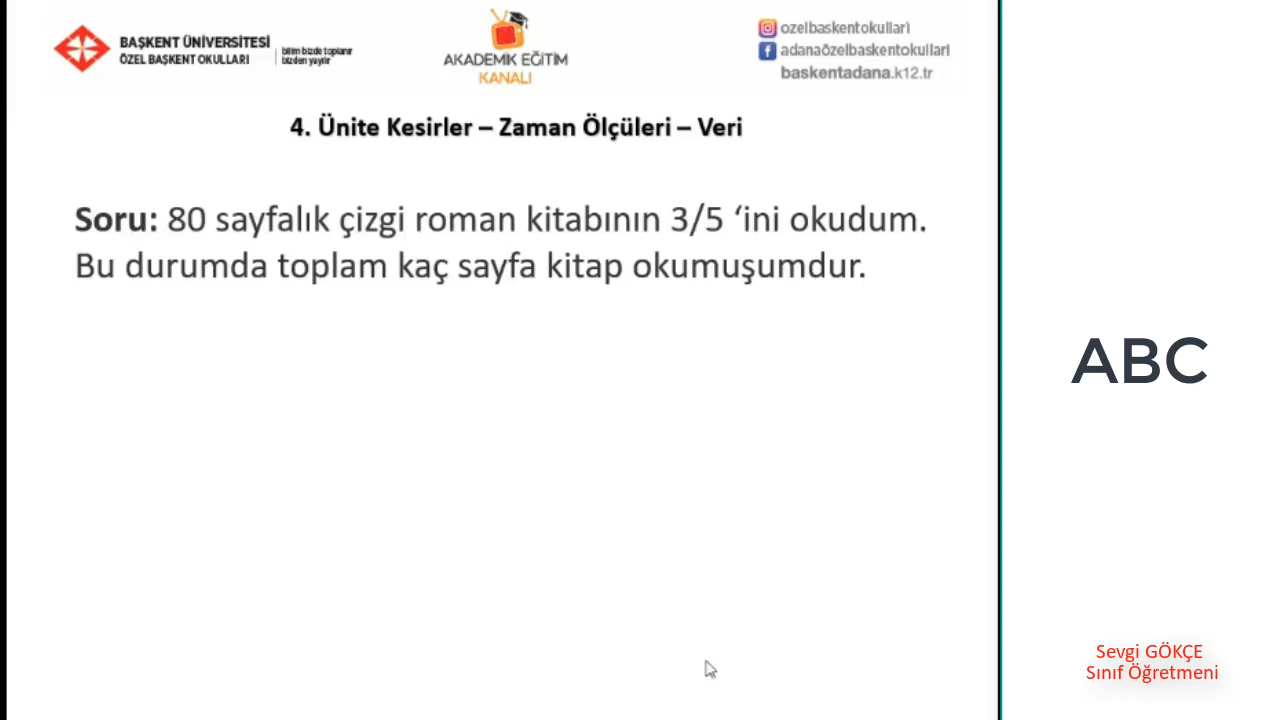 BAŞKENT ÜNİVERSİTESİ
ÖZEL BAŞKENT OKULLARI
bilim bizde toplanır
bizden yayılır
AKADEMİK EĞİTİM
KANALI
ozelbaskentokullari
adanaözelbaskentokullari
baskentadana.k12.tr
4. Ünite Kesirler – Zaman Ölçüleri – Veri
Soru: 80 sayfalık çizgi roman kitabının 3/5 ‘ini okudum.
Bu durumda toplam kaç sayfa kitap okumuşumdur.
ABC
Sevgi GÖKÇE
Sınıf Öğretmeni